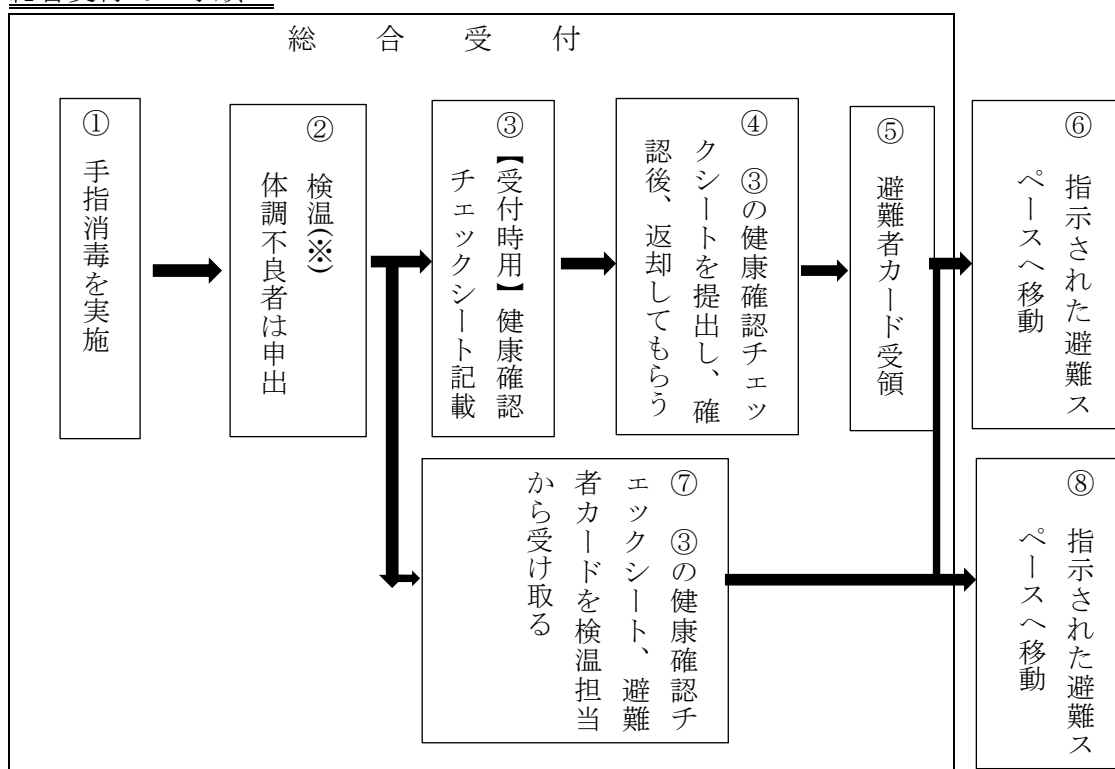 総合受付
① 手指消毒を実施
② 検温(※)
体調不良者は申出
③【受付時用】健康確認
チェックシート記載
④ ③の健康確認チェッ
クシートを提出し、確
認後、返却してもらう
⑤ 避難者カード受領
⑥ 指示された避難ス
ペースへ移動
⑦ ③の健康確認チ
ェックシート、避難
者カードを検温担当
から受け取る
⑧ 指示された避難ス
ペースへ移動